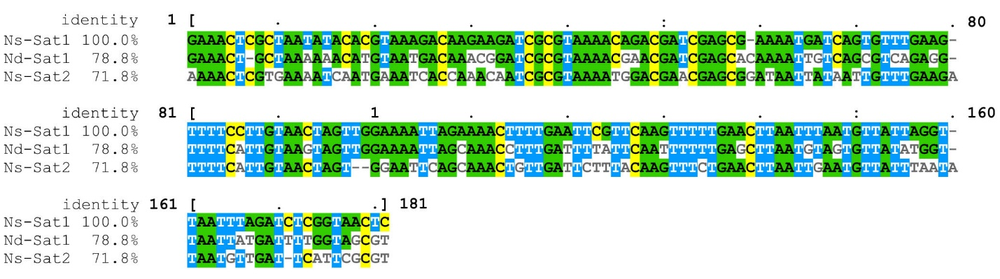 identity 1 [ . . . . : . . . 80
Ns-Sat1 100.0% GAAACTCGCTAATATACACGTAAAGACAAGAAGATCGCGTAAAACAGACGATCGAGCG-AAAATGATCAGTGTTTGAAG-
Nd-Sat1 78.8% GAAACT-GCTAAAAAACATGTAATGACAAACGGATCGCGTAAAACGAACGATCGAGCACAAAATTGTCAGCGTCAGAGG-
Ns-Sat2 71.8% AAAACTCGTGAAAATCAATGAAATCACCAAACAATCGCGTAAAATGGACGAACGAGCGGATAATTATAATTGTTTGAAGA
identity 81 [ . 1 . . : . : . 160
Ns-Sat1 100.0% TTTTCCTTGTAACTAGTTGGAAAATTAGAAAACTTTTGAATTCGTTCAAGTTTTTGAACTTAATTTAATGTTATTAGGT-
Nd-Sat1 78.8% TTTTCATTGTAAGTAGTTGGAAAATTAGCAAACCTTTGATTTTATTCAATTTTTTGAGCTTAATGTAGTGTTATATGGT-
Ns-Sat2 71.8% TTTTCATTGTAACTAGT--GGAATTCAGCAAACTGTTGATTCTTTACAAGTTTCTGAACTTAATTGAATGTTATTTAATA
identity 161 [ . .] 181
Ns-Sat1 100.0% TAATTTAGATCTCGGTAACTC
Nd-Sat1 78.8% TAATTATGATTTTGGTAGCGT
Ns-Sat2 71.8% TAATGTTGAT-TCATTCGCGT